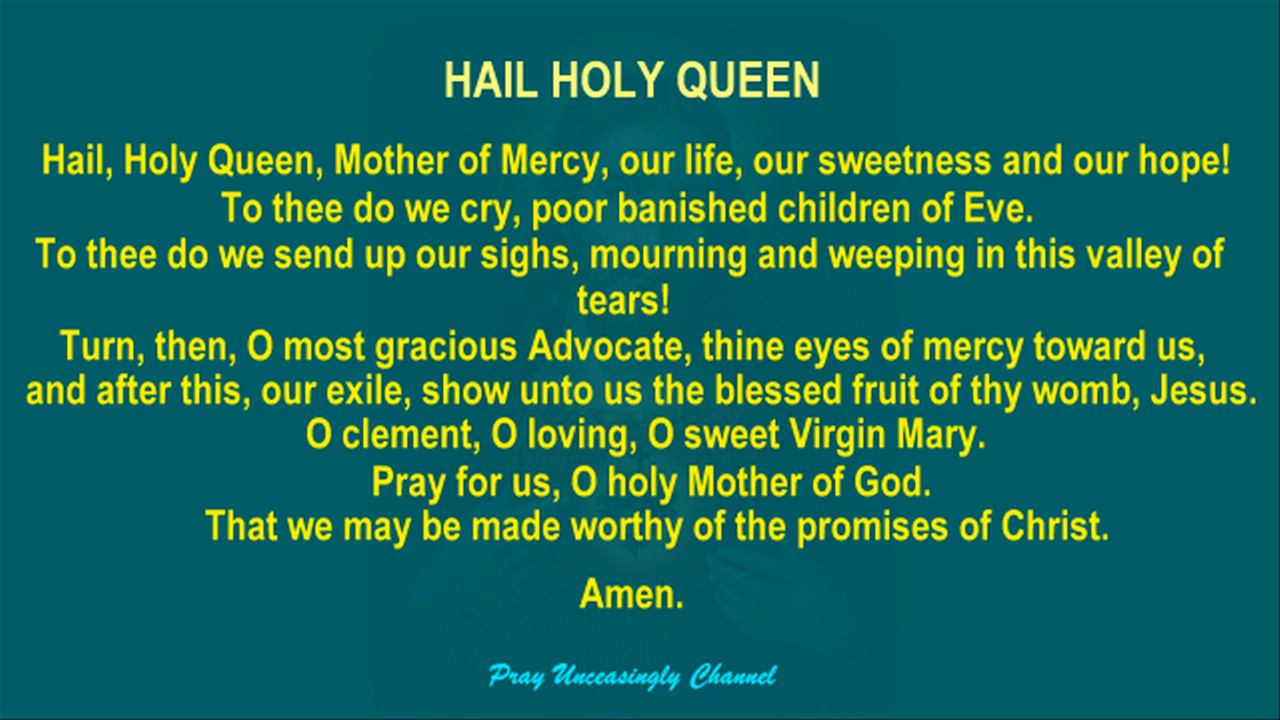 HAIL HOLY QUEEN
Hail, Holy Queen, Mother of Mercy, our life, our sweetness and our hope!
To thee do we cry, poor banished children of Eve.
To thee do we send up our sighs, mourning and weeping in this valley of
tears!
Turn, then, O most gracious Advocate, thine eyes of mercy toward us,
and after this, our exile, show unto us the blessed fruit of thy womb, Jesus.
O clement, O loving, O sweet Virgin Mary.
Pray for us, O holy Mother of God.
That we may be made worthy of the promises of Christ.
Amen.
Pray Unceasingly Channel